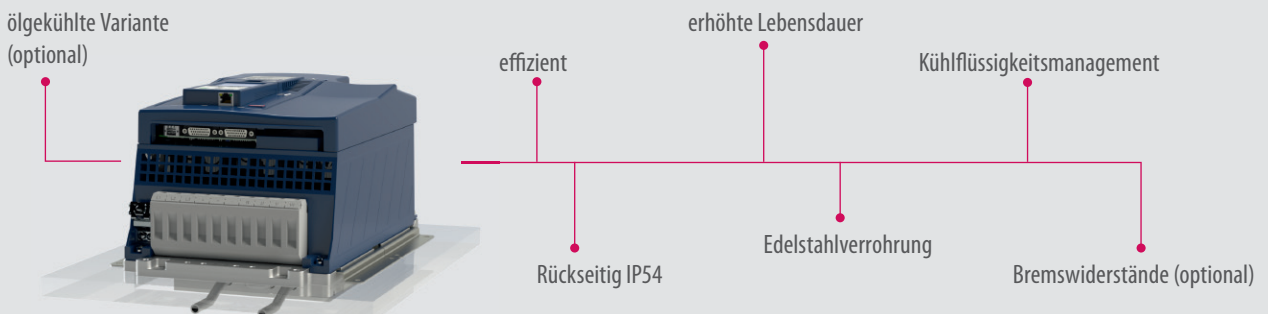 ölgekühlte Variante
(optional)
effizient
erhöhte Lebensdauer
Kühlflüssigkeitsmanagement
Rückseitig IP54
Edelstahlverrohrung
Bremswiderstände (optional)